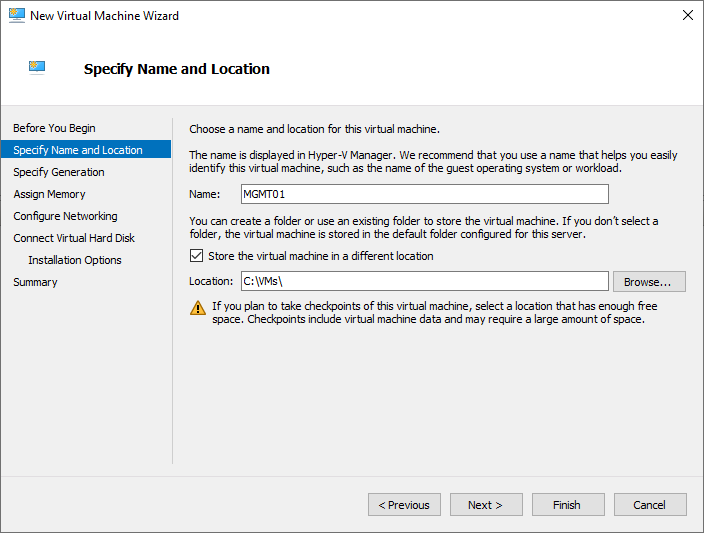 New Virtual Machine Wizard
Specify Name and Location
Before You Begin
Specify Name and Location
Specify Generation
Assign Memory
Configure Networking
Connect Virtual Hard Disk
Installation Options
Summary
Choose a name and location for this virtual machine.
The name is displayed in Hyper-V Manager. We recommend that you use a name that helps you easily
identify this virtual machine, such as the name of the guest operating system or workload.
Name: MGMT01
You can create a folder or use an existing folder to store the virtual machine. If you don't select a
folder, the virtual machine is stored in the default folder configured for this server.
Store the virtual machine in a different location
Location: C:\VMs\ Browse...
If you plan to take checkpoints of this virtual machine, select a location that has enough free
space. Checkpoints include virtual machine data and may require a large amount of space.
< Previous Next > Finish Cancel